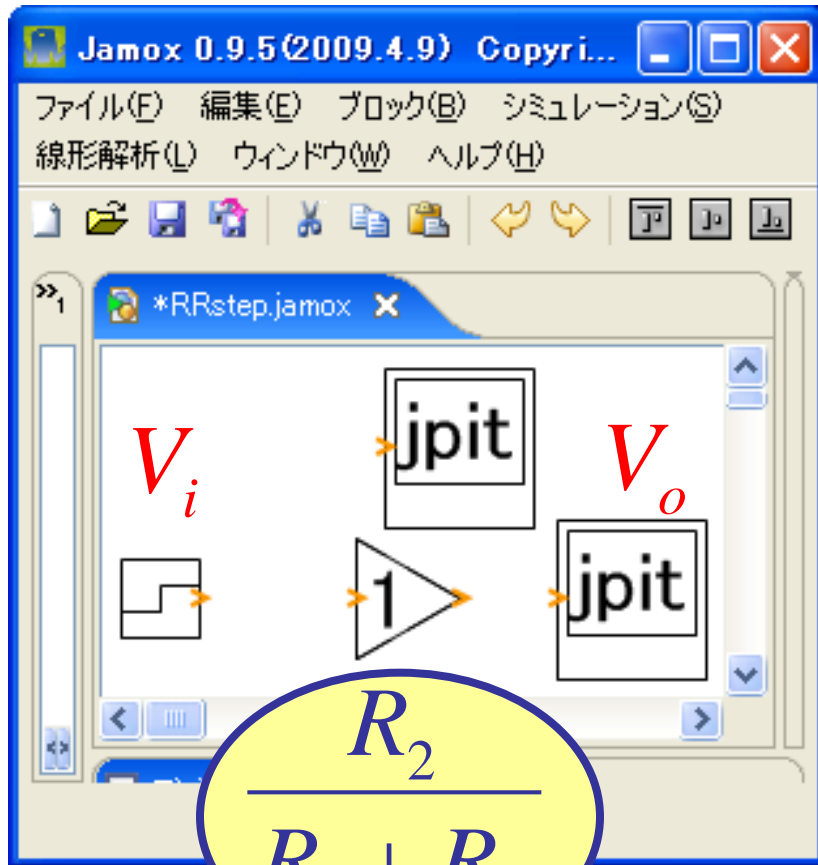 Jamox 0.9.5(2009.4.9) Copyri...
ファイル(F) 編集(E) ブロック(B) シミュレーション(S)
線形解析(L) ウィンドウ(W) ヘルプ(H)
»1 *RRstep.jamox
jpit
Vi Vo
1 jpit
R2
R + R